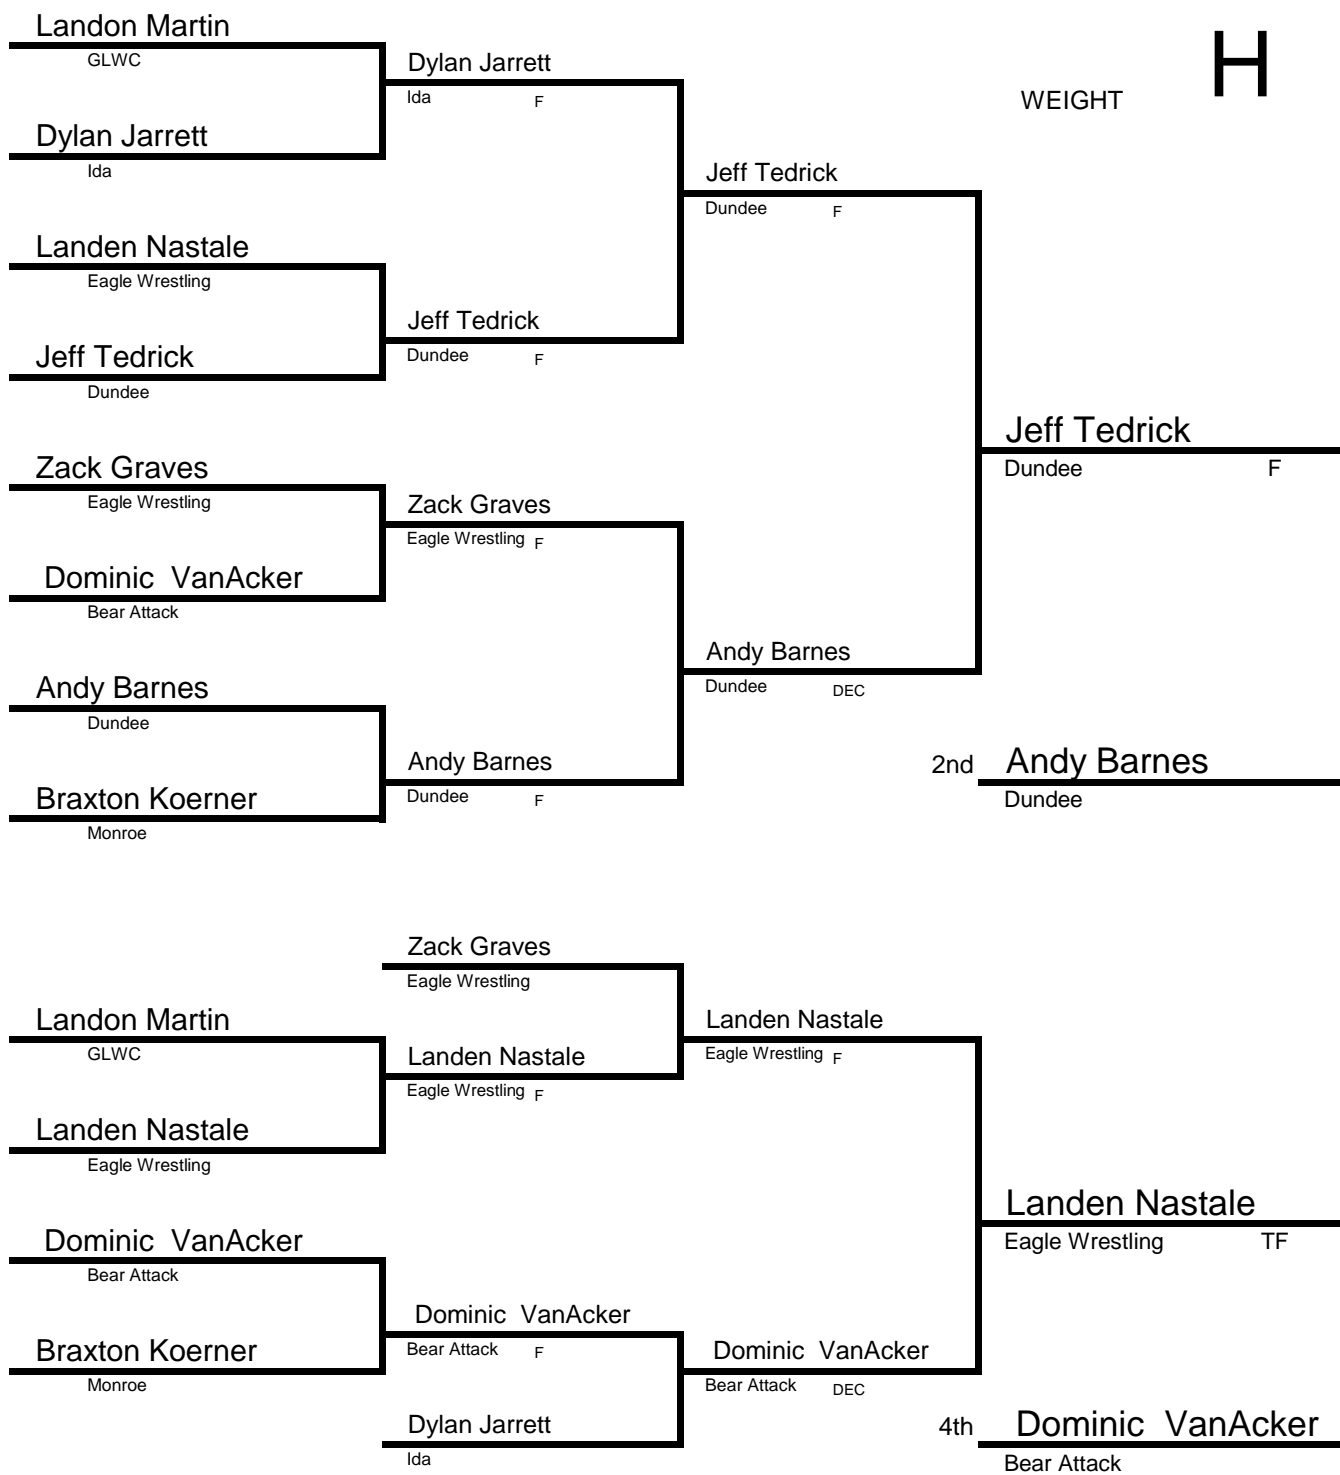 Landon Martin
GLWC
Dylan Jarrett
Ida F
H
WEIGHT
Dylan Jarrett
Ida
Jeff Tedrick
Dundee F
Landen Nastale
Eagle Wrestling
Jeff Tedrick
Dundee F
Jeff Tedrick
Dundee
Jeff Tedrick
Dundee F
Zack Graves
Eagle Wrestling
Zack Graves
Eagle Wrestling F
Dominic VanAcker
Bear Attack
Andy Barnes
Dundee DEC
Andy Barnes
Dundee
Andy Barnes
Dundee F
2nd Andy Barnes
Dundee
Braxton Koerner
Monroe
Zack Graves
Eagle Wrestling
Landon Martin
GLWC
Landen Nastale
Eagle Wrestling F
Landen Nastale
Eagle Wrestling F
Landen Nastale
Eagle Wrestling
Landen Nastale
Eagle Wrestling TF
Dominic VanAcker
Bear Attack
Dominic VanAcker
Bear Attack F
Braxton Koerner
Monroe
Dominic VanAcker
Bear Attack DEC
Dylan Jarrett
Ida
4th Dominic VanAcker
Bear Attack